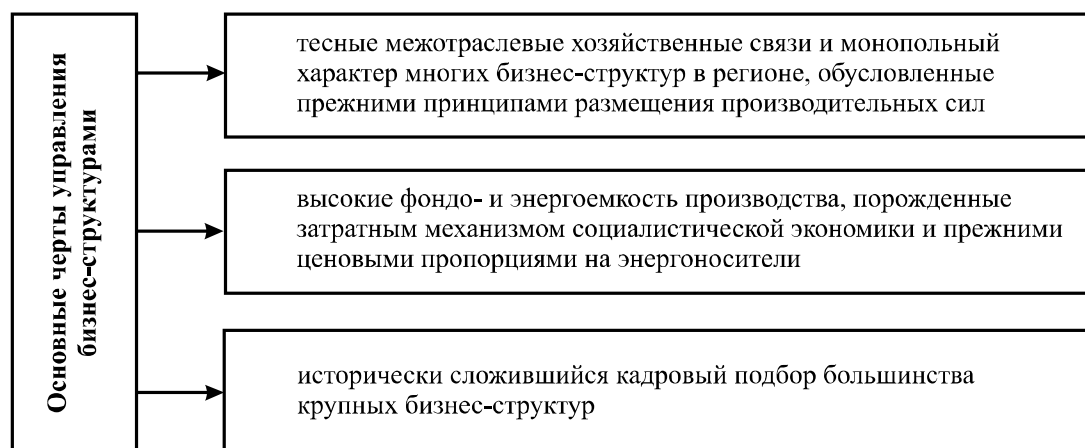 Основные черты управления
бизнес-структурами
тесные межотраслевые хозяйственные связи и монопольный
характер многих бизнес-структур в регионе, обусловленные
прежними принципами размещения производительных сил
высокие фондо- и энергоемкость производства, порожденные
затратным механизмом социалистической экономики и прежними
ценовыми пропорциями на энергоносители
исторически сложившийся кадровый подбор большинства
крупных бизнес-структур